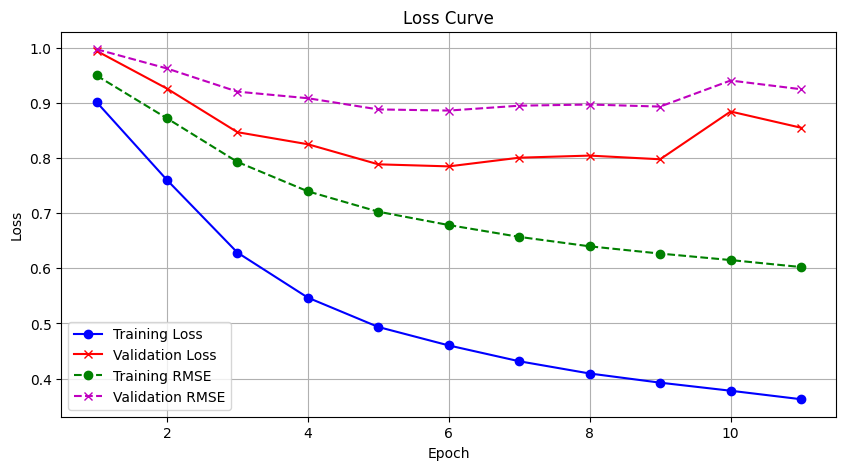 Loss Curve
1.0
0.9
0.8
0.7
0.6
0.5
0.4
Loss
Training Loss
Validation Loss
Training RMSE
Validation RMSE
2 4 6 8 10
Epoch